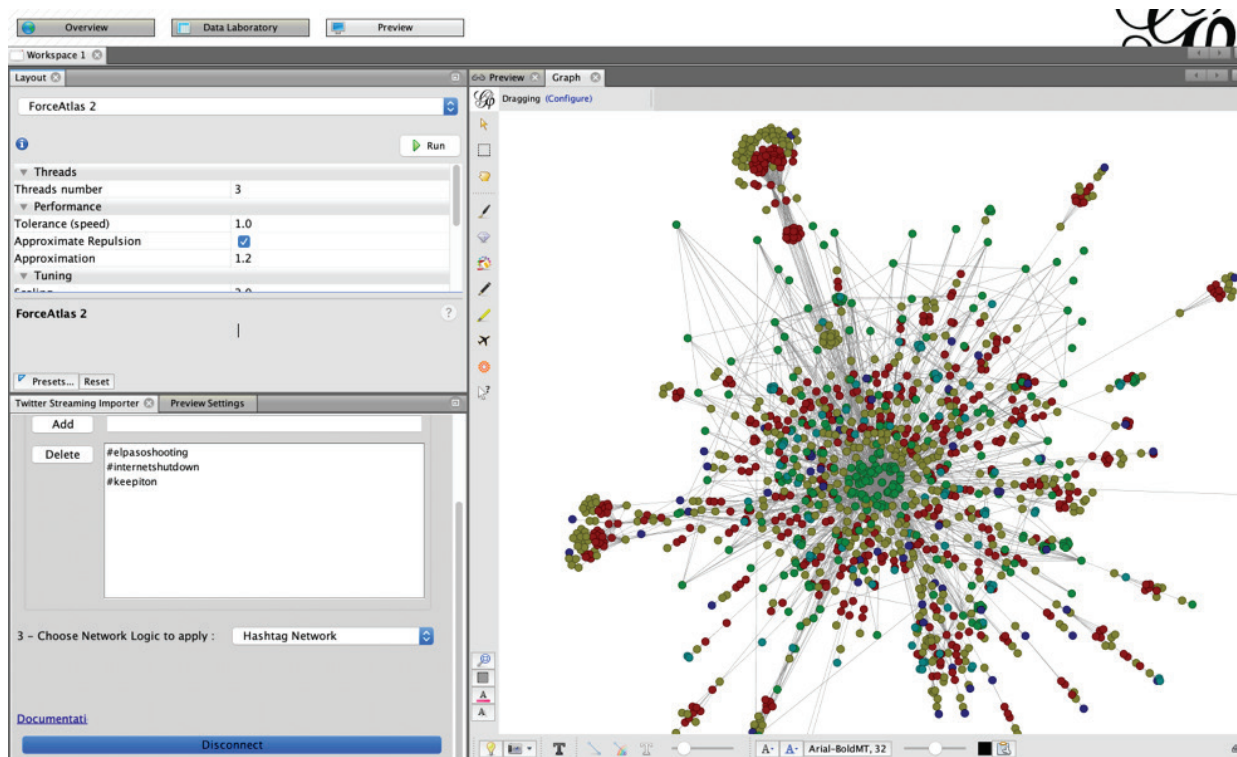 Overview
Data Laboratory
Preview
Workspace 1
Layout
ForceAtlas 2
Run
Threads
Threads number 3
Performance
Tolerance (speed) 1.0
Approximate Repulsion
Approximation 1.2
Tuning
ForceAtlas 2
?
Presets... Reset
Twitter Streaming Importer Preview Settings
Add
Delete
#elpasoshooting
#internetshutdown
#keepiton
3 - Choose Network Logic to apply : Hashtag Network
Documentati
Disconnect
Preview Graph
Dragging (Configure)
?
A
A
T T A- A- Arial-BoldMT, 32